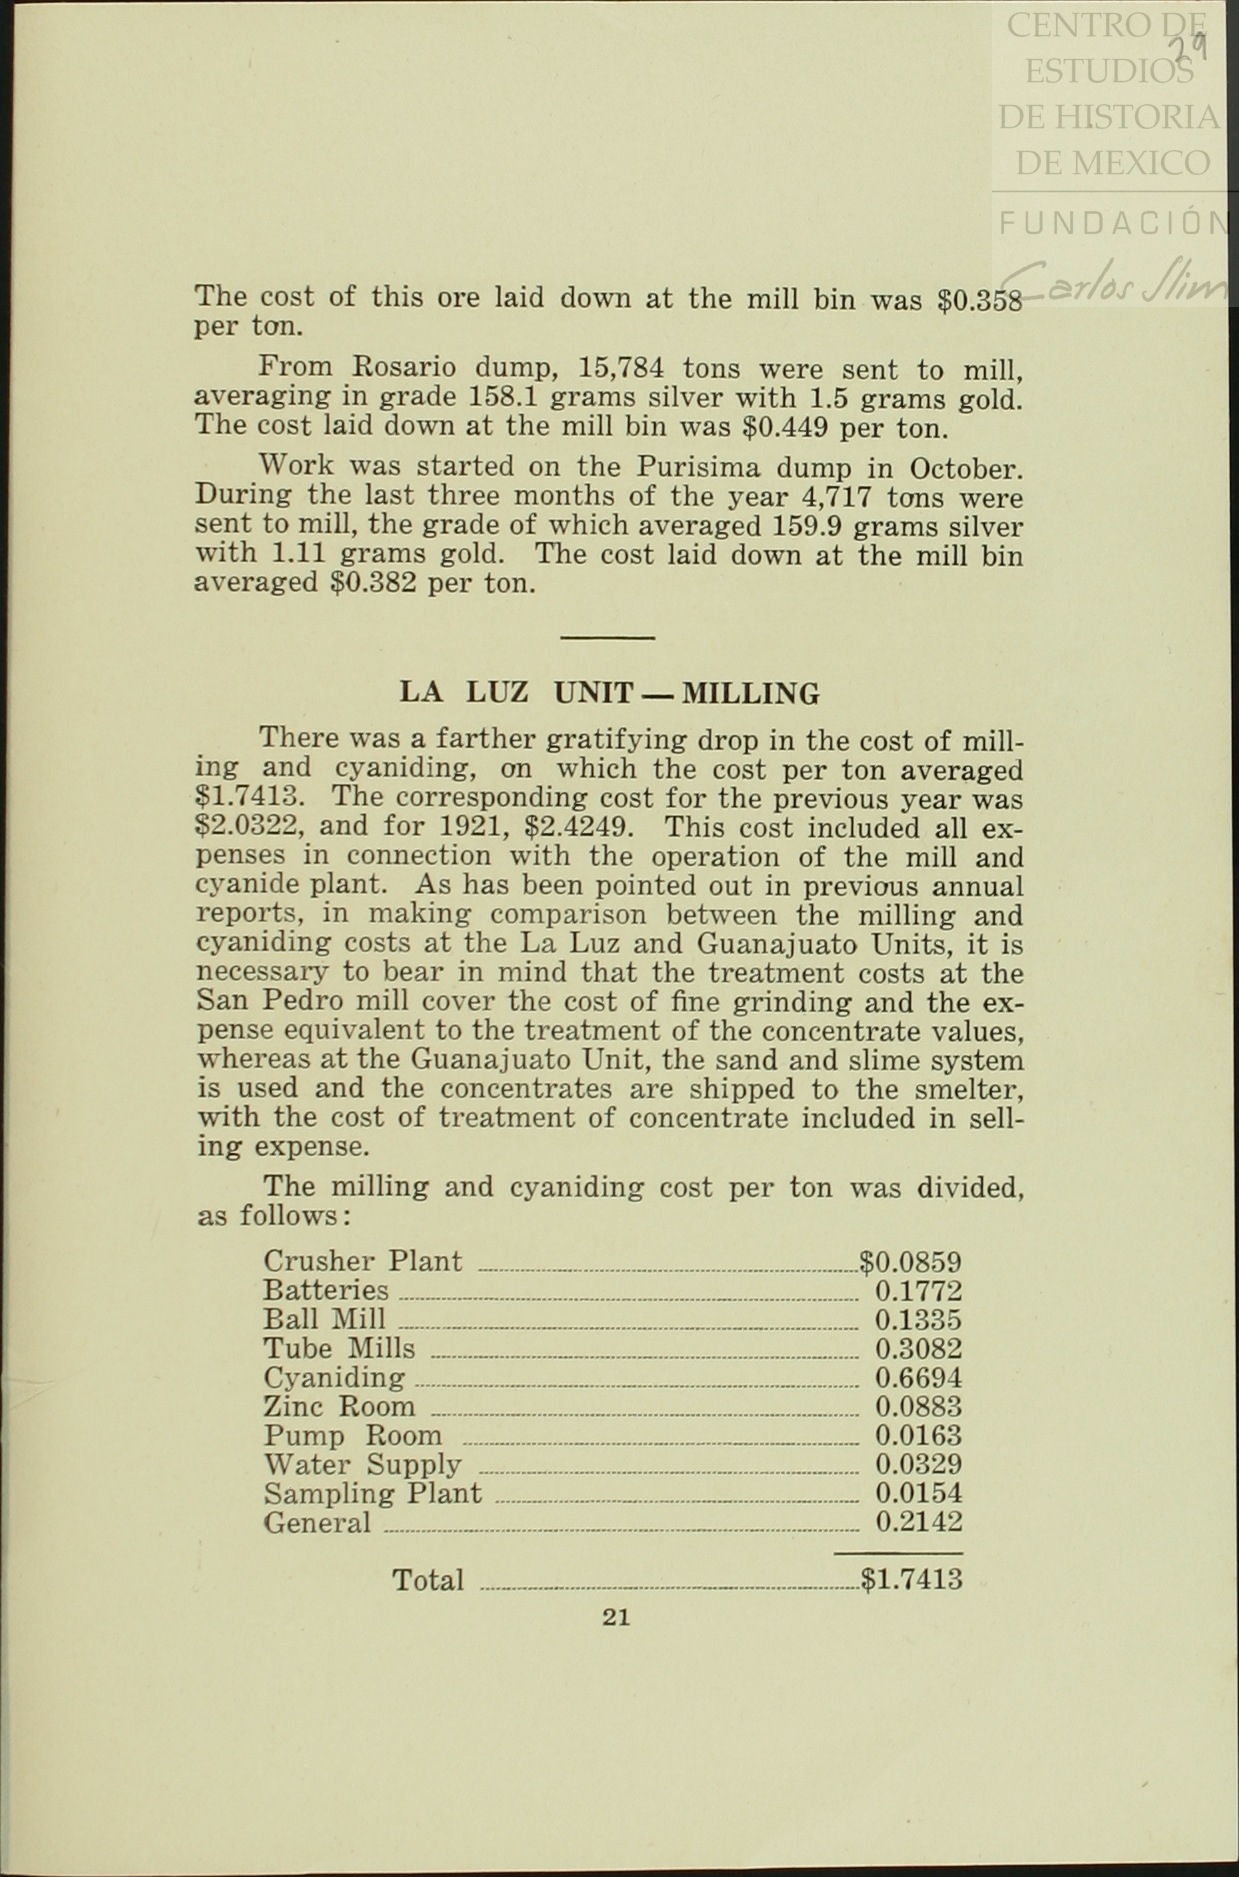 CENTRO DE
ESTUDIOS
DE HISTORIA
DE MEXICO
FUNDACIÓN
Carlos Slim
29
The cost of this ore laid down at the mill bin was $0.358
per ton.
From Rosario dump, 15,784 tons were sent to mill,
averaging in grade 158.1 grams silver with 1.5 grams gold.
The cost laid down at the mill bin was $0.449 per ton.
Work was started on the Purisima dump in October.
During the last three months of the year 4,717 tons were
sent to mill, the grade of which averaged 159.9 grams silver
with 1.11 grams gold. The cost laid down at the mill bin
averaged $0.382 per ton.
LA LUZ UNIT — MILLING
There was a farther gratifying drop in the cost of mill-
ing and cyaniding, on which the cost per ton averaged
$1.7413. The corresponding cost for the previous year was
$2.0322, and for 1921, $2.4249. This cost included all ex-
penses in connection with the operation of the mill and
cyanide plant. As has been pointed out in previous annual
reports, in making comparison between the milling and
cyaniding costs at the La Luz and Guanajuato Units, it is
necessary to bear in mind that the treatment costs at the
San Pedro mill cover the cost of fine grinding and the ex-
pense equivalent to the treatment of the concentrate values,
whereas at the Guanajuato Unit, the sand and slime system
is used and the concentrates are shipped to the smelter,
with the cost of treatment of concentrate included in sell-
ing expense.
The milling and cyaniding cost per ton was divided,
as follows:
Crusher Plant $0.0859
Batteries 0.1772
Ball Mill 0.1335
Tube Mills 0.3082
Cyaniding 0.6694
Zinc Room 0.0883
Pump Room 0.0163
Water Supply 0.0329
Sampling Plant 0.0154
General 0.2142
Total $1.7413
21